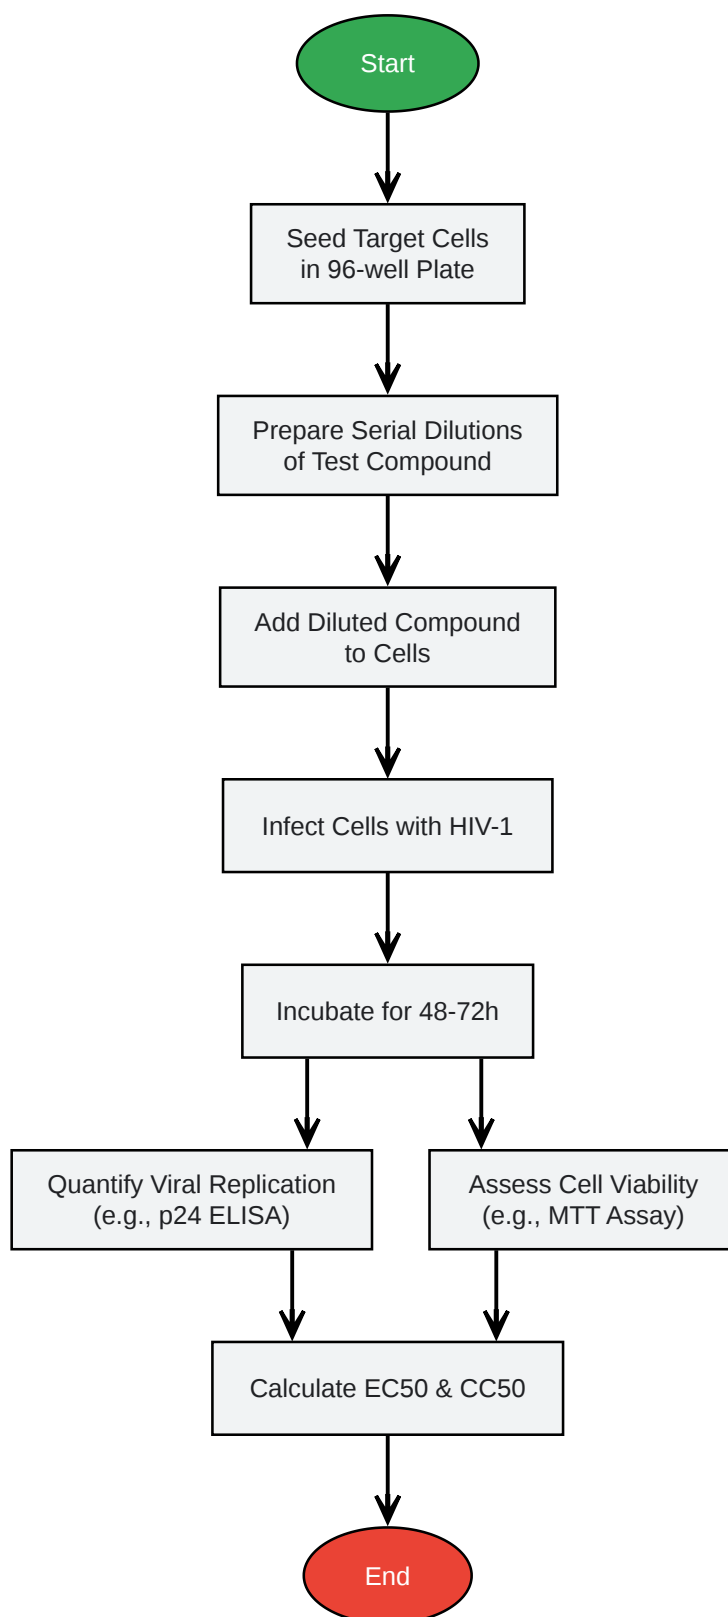 Start
Seed Target Cells
in 96-well Plate
Prepare Serial Dilutions
of Test Compound
Add Diluted Compound
to Cells
Infect Cells with HIV-1
Incubate for 48-72h
Quantify Viral Replication
(e.g., p24 ELISA)
Assess Cell Viability
(e.g., MTT Assay)
Calculate EC50 & CC50
End